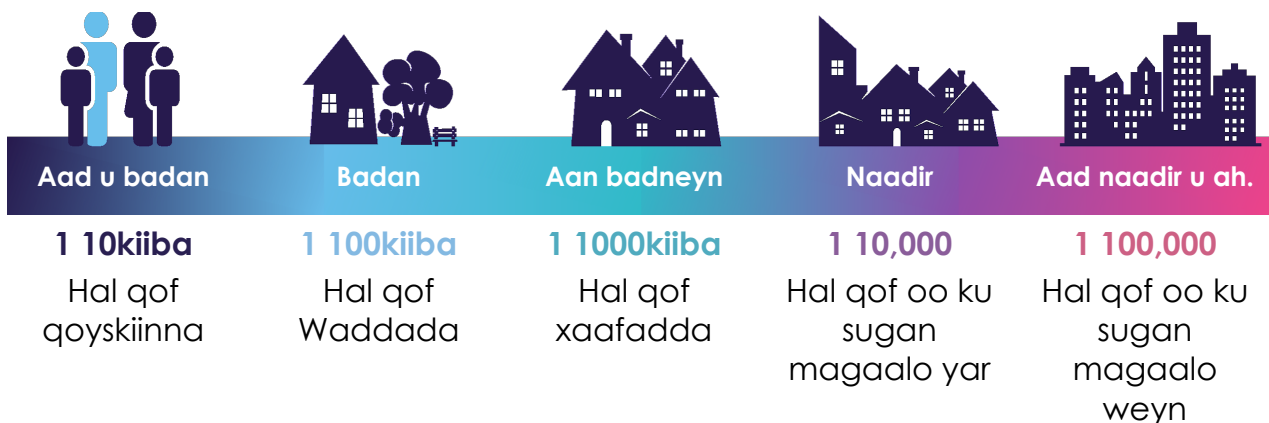 Aad u badan
Badan
Aan badneyn
Naadir
Aad naadir u ah.
1 10kiiba
1 100kiiba
1 1000kiiba
1 10,000
1 100,000
Hal qof
qoyskiinna
Hal qof
Waddada
Hal qof
xaafadda
Hal qof oo ku
sugan
magaalo yar
Hal qof oo ku
sugan
magaalo
weyn